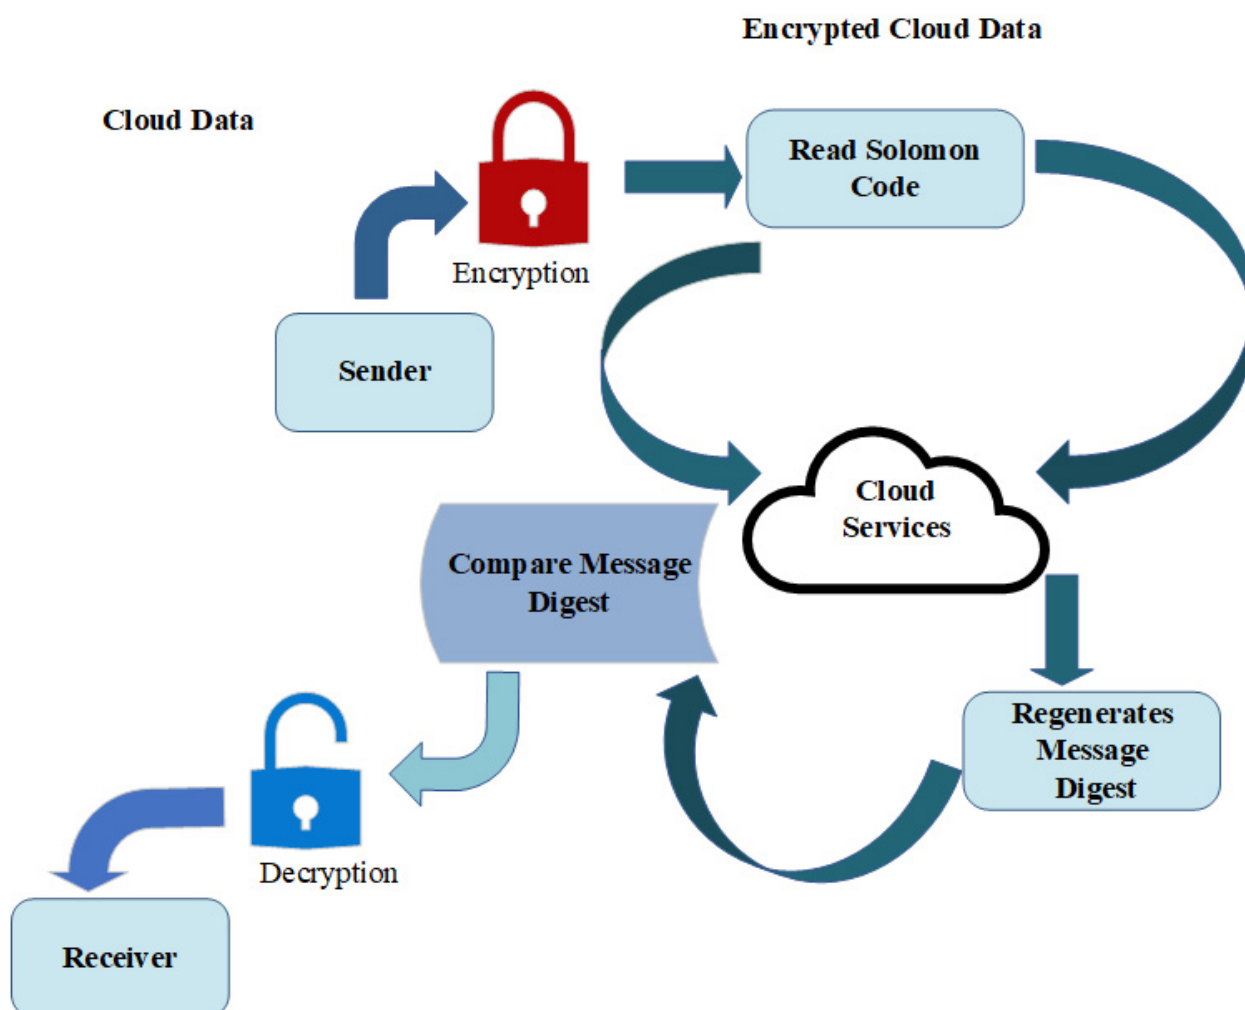 Encrypted Cloud Data
Cloud Data
Read Solomon
Code
Encryption
Sender
Cloud
Services
Compare Message
Digest
Regenerates
Message
Digest
Decryption
Receiver